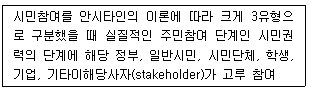 시민참여를 안시타인의 이론에 따라 크게 3유형으
로 구분했을 때 실질적인 주민참여 단계인 시민권
력의 단계에 해당 정부, 일반시민, 시민단체, 학생,
기업, 기타이해당사자(stakeholder)가 고루 참여